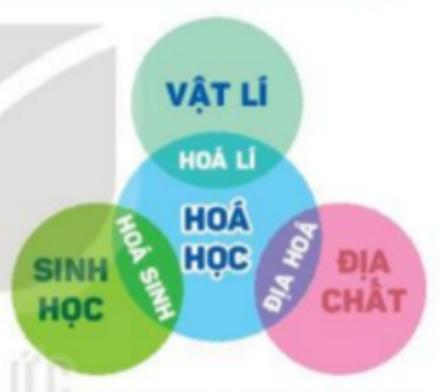 VẬT LÍ
HOÁ LÍ
HOÁ
HỌC
HOÁ SINH
ĐỊA HOÁ
SINH
HỌC
ĐỊA
CHẤT